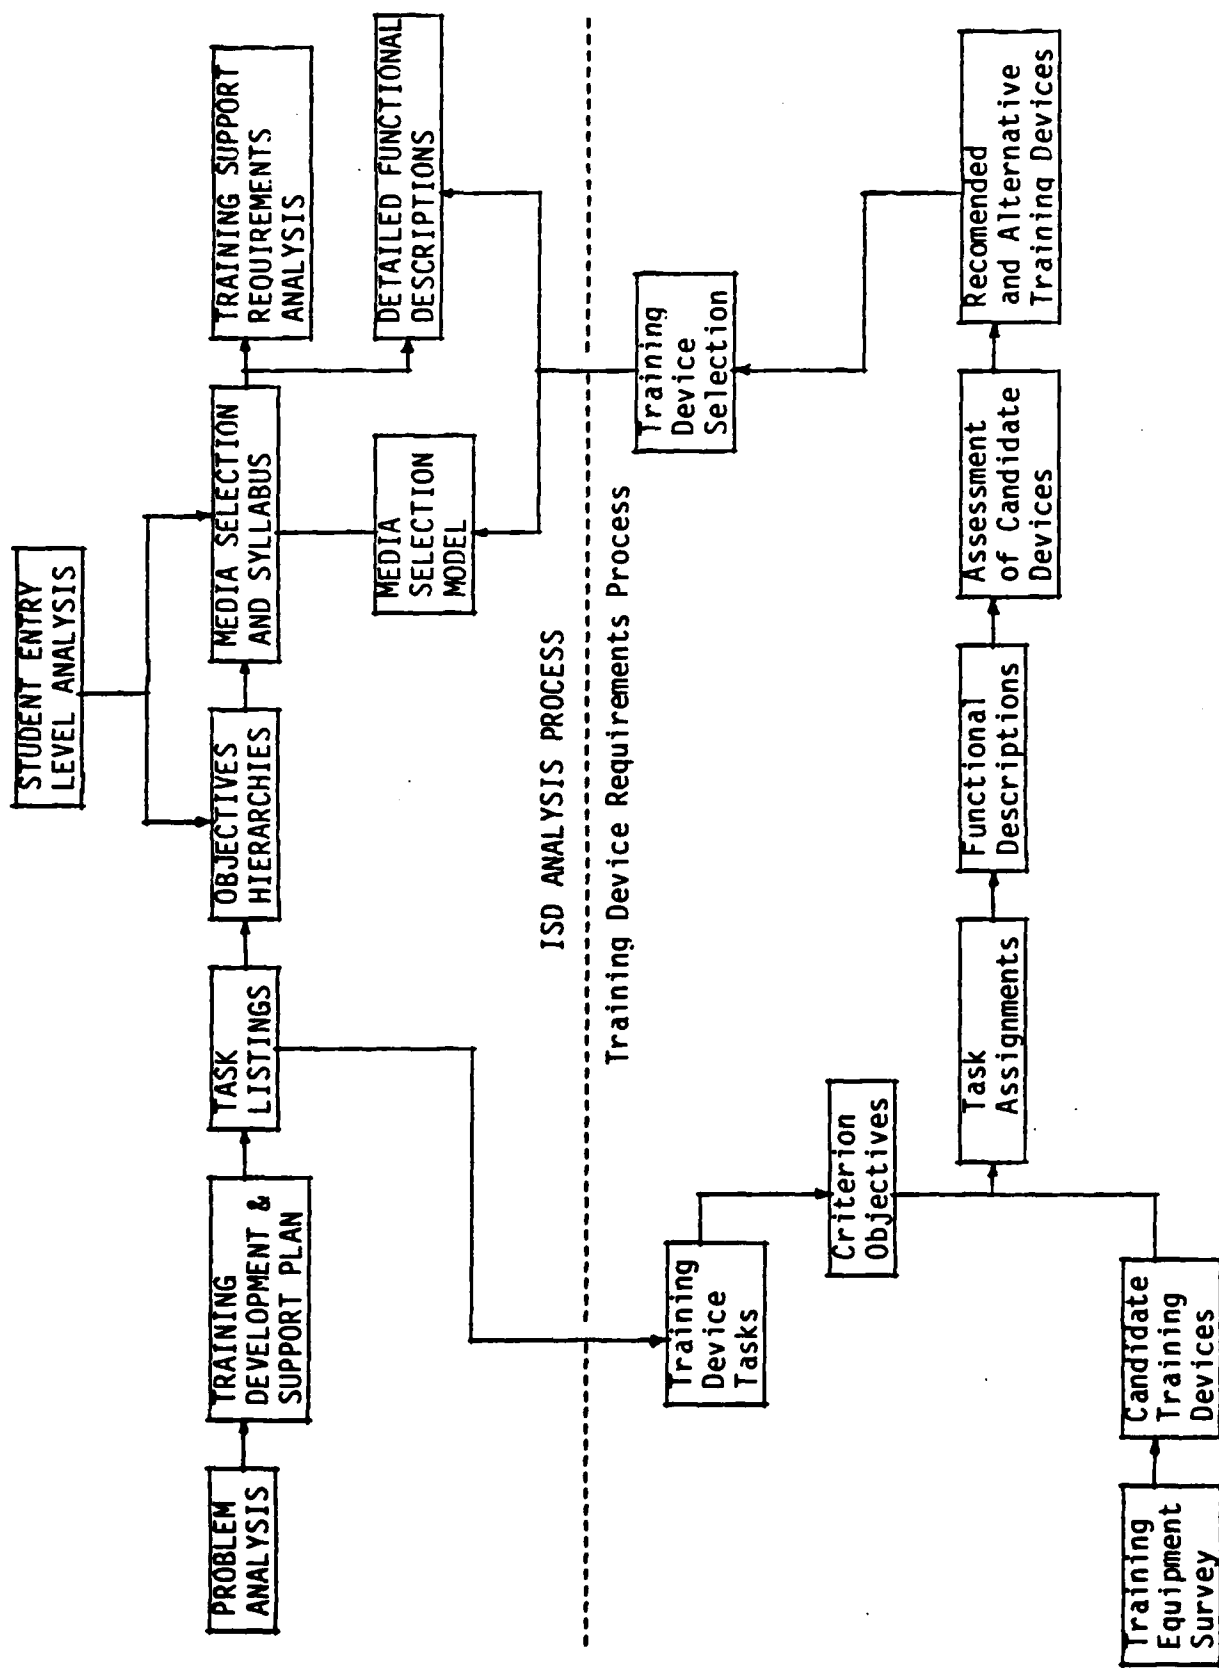 STUDENT ENTRY
LEVEL ANALYSIS
PROBLEM
ANALYSIS
TRAINING
DEVELOPMENT &
SUPPORT PLAN
TASK
LISTINGS
OBJECTIVES
HIERARCHIES
MEDIA SELECTION
AND SYLLABUS
TRAINING SUPPORT
REQUIREMENTS
ANALYSIS
MEDIA
SELECTION
MODEL
DETAILED FUNCTIONAL
DESCRIPTIONS
ISD ANALYSIS PROCESS
Training Device Requirements Process
Training
Device
Tasks
Training
Device
Selection
Criterion
Objectives
Task
Assignments
Functional
Descriptions
Assessment
of Candidate
Devices
Recomended
and Alternative
Training Devices
Training
Equipment
Survey
Candidate
Training
Devices